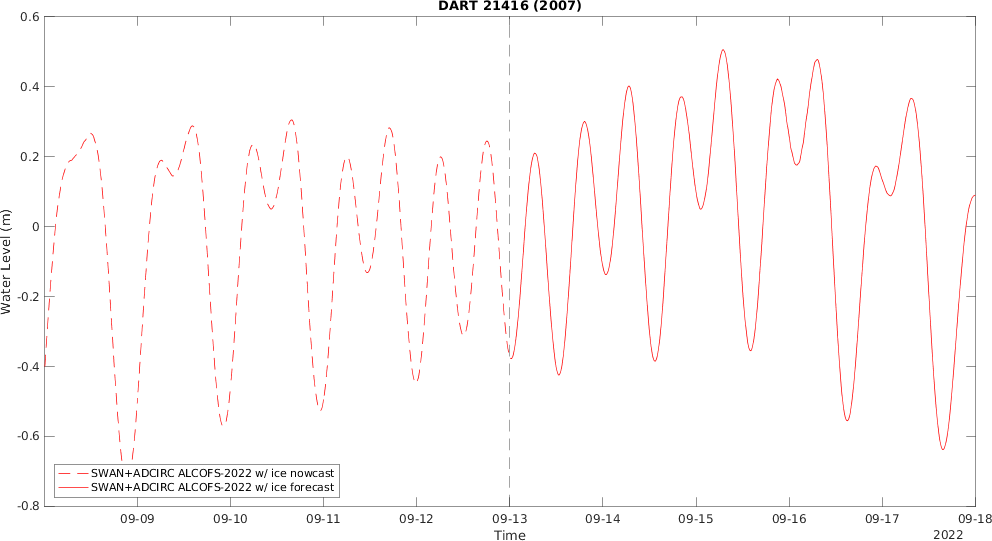 DART 21416 (2007)
0.6
0.4
0.2
0
-0.2
-0.4
-0.6
-0.8
Water Level (m)
SWAN+ADCIRC ALCOFS-2022 w/ ice nowcast
SWAN+ADCIRC ALCOFS-2022 w/ ice forecast
09-09 09-10 09-11 09-12 09-13 09-14 09-15 09-16 09-17 09-18
Time
2022